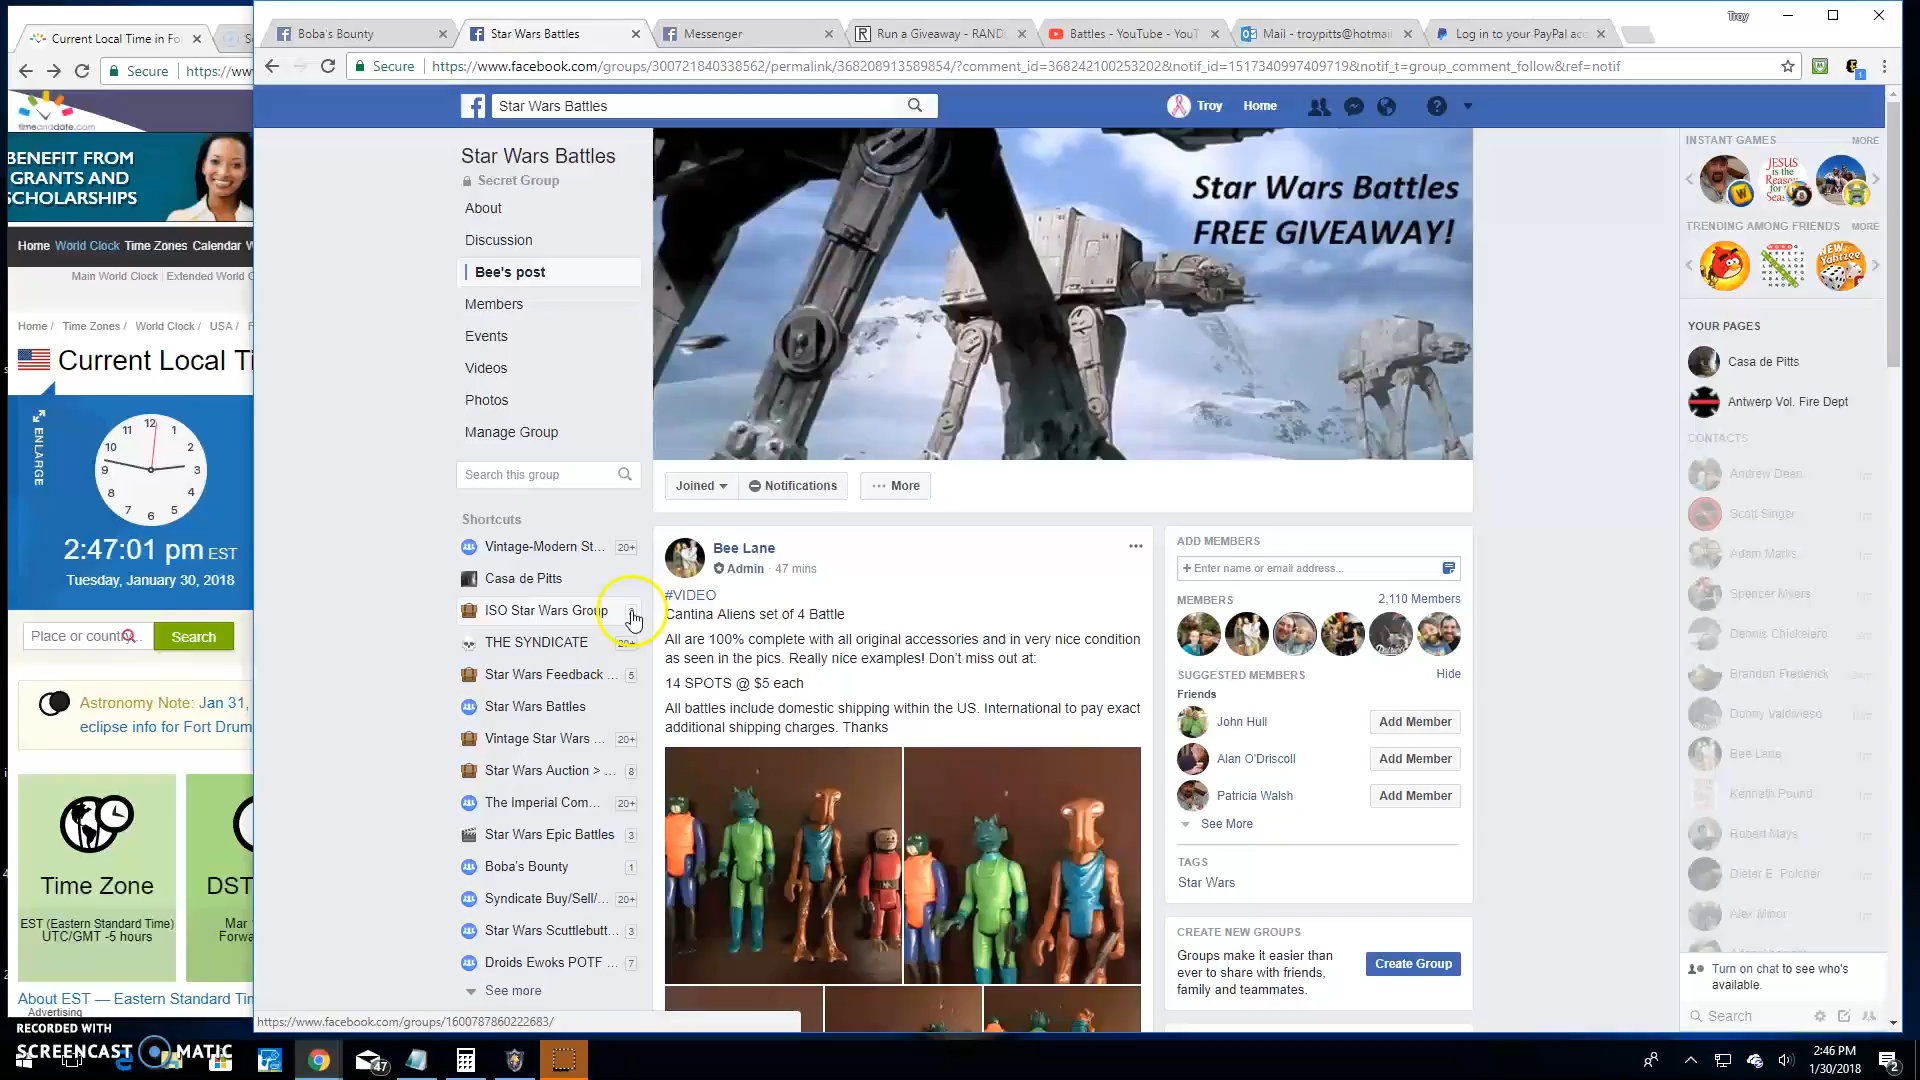 Troy
Current Local Time in Fo
Boba's Bounty
Star Wars Battles
Messenger
Run a Giveaway - RAND
Battles - YouTube - YouT
Mail - troypitts@hotmai
Log in to your PayPal acc
Secure
https://ww
Secure
https://www.facebook.com/groups/300721840338562/permalink/368208913589854/?comment_id=368242100253202&notif_id=1517340997409719&notif_t=group_comment_follow&ref=notif
timeanddate.com
BENEFIT FROM
GRANTS AND
SCHOLARSHIPS
Home World Clock Time Zones Calendar W
Main World Clock Extended World C
Home / Time Zones / World Clock / USA / F
Current Local Ti
ENLARGE
12 1 2 3 4 5 6 7 8 9 10 11
2:47:01 pm EST
Tuesday, January 30, 2018
Place or country...
Search
Astronomy Note: Jan 31,
eclipse info for Fort Drum
Time Zone
DST
EST (Eastern Standard Time)
UTC/GMT -5 hours
Mar
Forwa
About EST — Eastern Standard Tim
Advertising
Star Wars Battles
Troy
Home
Star Wars Battles
Secret Group
About
Discussion
Bee's post
Members
Events
Videos
Photos
Manage Group
Search this group
Shortcuts
Vintage-Modern St... 20+
Casa de Pitts
ISO Star Wars Group
THE SYNDICATE 20+
Star Wars Feedback ... 5
Star Wars Battles
Vintage Star Wars ... 20+
Star Wars Auction > ... 8
The Imperial Com... 20+
Star Wars Epic Battles 3
Boba's Bounty 1
Syndicate Buy/Sell/... 20+
Star Wars Scuttlebutt... 3
Droids Ewoks POTF ... 7
See more
https://www.facebook.com/groups/1600787860222683/
Star Wars Battles
FREE GIVEAWAY!
Joined
Notifications
More
Bee Lane
Admin · 47 mins
#VIDEO
Cantina Aliens set of 4 Battle
All are 100% complete with all original accessories and in very nice condition
as seen in the pics. Really nice examples! Don't miss out at:
14 SPOTS @ $5 each
All battles include domestic shipping within the US. International to pay exact
additional shipping charges. Thanks
ADD MEMBERS
+ Enter name or email address...
MEMBERS
2,110 Members
SUGGESTED MEMBERS
Hide
Friends
John Hull
Add Member
Alan O'Driscoll
Add Member
Patricia Walsh
Add Member
See More
TAGS
Star Wars
CREATE NEW GROUPS
Groups make it easier than
ever to share with friends,
family and teammates.
Create Group
INSTANT GAMES
MORE
JESUS
is the
Reason
for the
Season
TRENDING AMONG FRIENDS
MORE
NEW
Yahtzee
YOUR PAGES
Casa de Pitts
Antwerp Vol. Fire Dept
CONTACTS
Andrew Dean
Scott Singer
Adam Marks
Spencer Myers
Dennis Chickelero
Brandon Frederick
Donny Valdivieso
Bee Lane
Kenneth Pound
Robert Mays
Dieter E. Polcher
Alex Minor
Turn on chat to see who's
available.
Search
RECORDED WITH
SCREENCAST MATIC
47
2:46 PM
1/30/2018
2